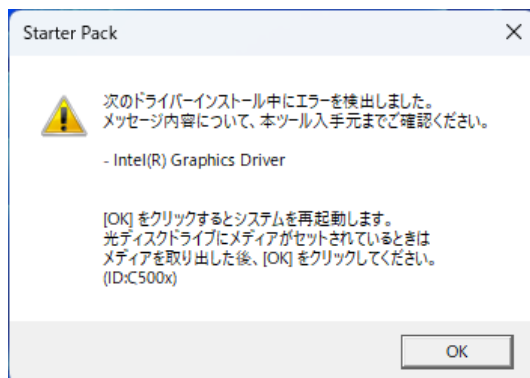 Starter Pack
次のドライバーインストール中にエラーを検出しました。
メッセージ内容について、本ツール入手元までご確認ください。
- Intel(R) Graphics Driver
[OK] をクリックするとシステムを再起動します。
光ディスクドライブにメディアがセットされているときは
メディアを取り出した後、[OK] をクリックしてください。
(ID:C500x)
OK